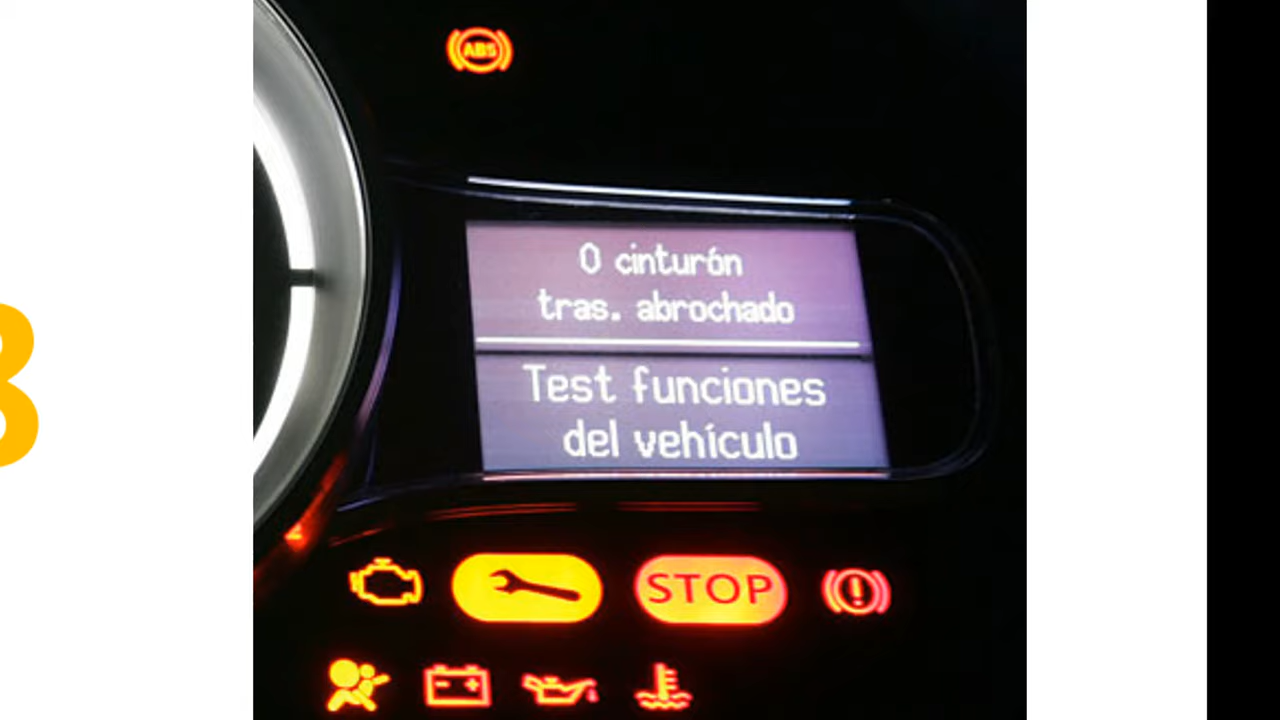 ABS
0 cinturón
tras. abrochado
Test funciones
del vehículo
STOP